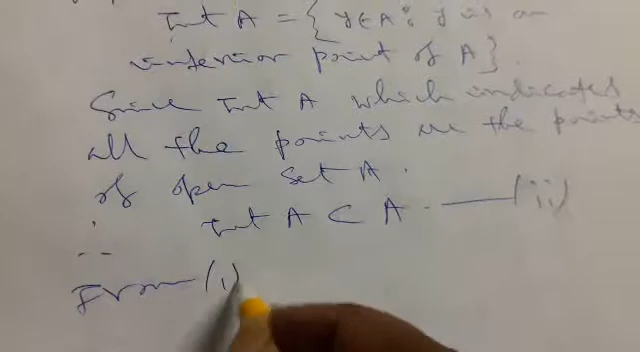 Int A = { y ∈ A : y is an
interior point of A }.
Since Int A which indicates
all the points in the points
of open set A.
∴ Int A ⊂ A. —(ii)
From (i)